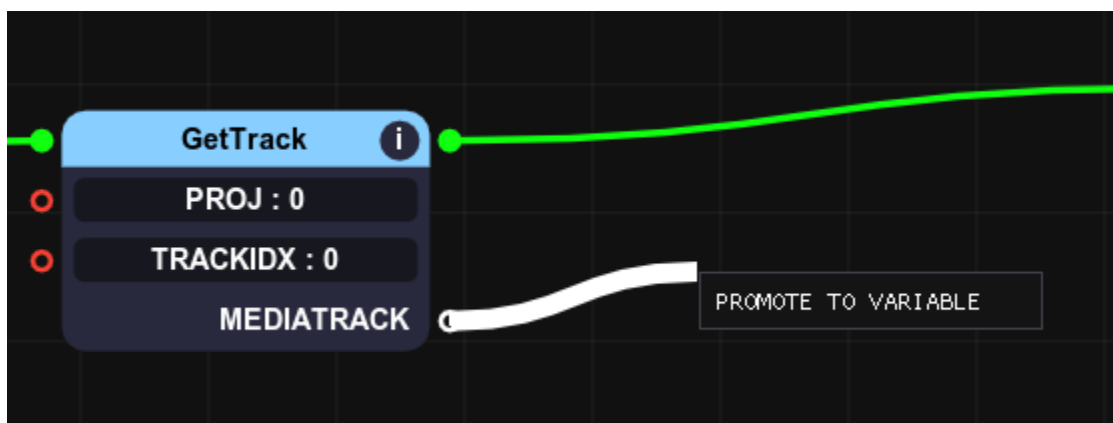 GetTrack i
PROJ : 0
TRACKIDX : 0
MEDIATRACK
PROMOTE TO VARIABLE